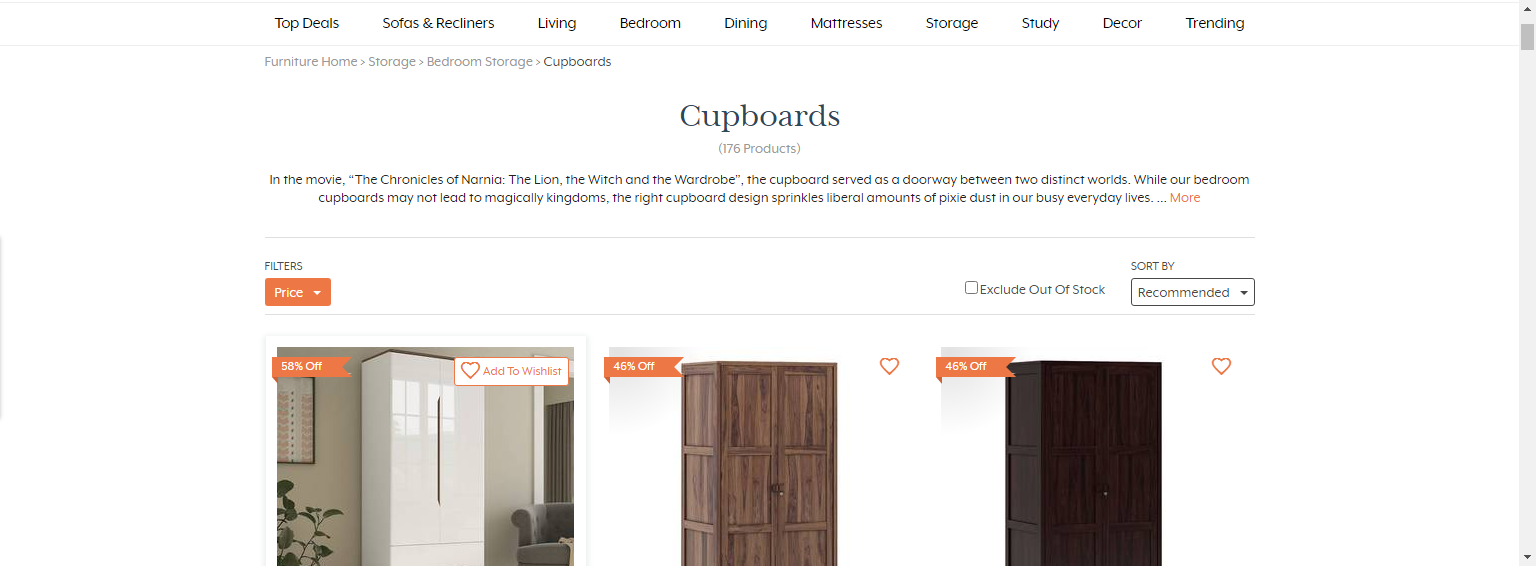 Top Deals Sofas & Recliners Living Bedroom Dining Mattresses Storage Study Decor Trending
Furniture Home > Storage > Bedroom Storage > Cupboards
Cupboards
(176 Products)
In the movie, “The Chronicles of Narnia: The Lion, the Witch and the Wardrobe”, the cupboard served as a doorway between two distinct worlds. While our bedroom
cupboards may not lead to magically kingdoms, the right cupboard design sprinkles liberal amounts of pixie dust in our busy everyday lives. ... More
FILTERS
Price
Exclude Out Of Stock
SORT BY
Recommended
58% Off
Add To Wishlist
46% Off
46% Off